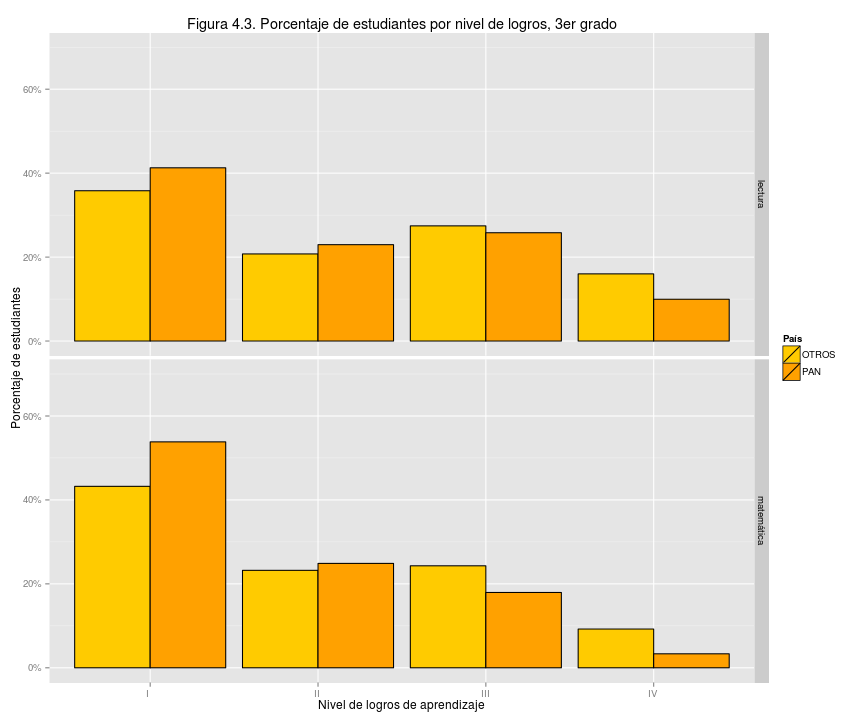 Figura 4.3. Porcentaje de estudiantes por nivel de logros, 3er grado
Porcentaje de estudiantes
60%
40%
20%
0%
lectura
60%
40%
20%
0%
matemática
I
II
III
IV
Nivel de logros de aprendizaje
País
OTROS
PAN